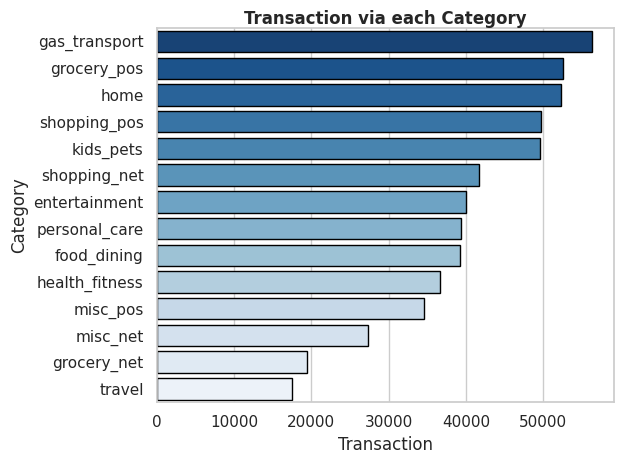 Transaction via each Category
gas_transport
grocery_pos
home
shopping_pos
kids_pets
shopping_net
entertainment
personal_care
food_dining
health_fitness
misc_pos
misc_net
grocery_net
travel
Category
0 10000 20000 30000 40000 50000
Transaction